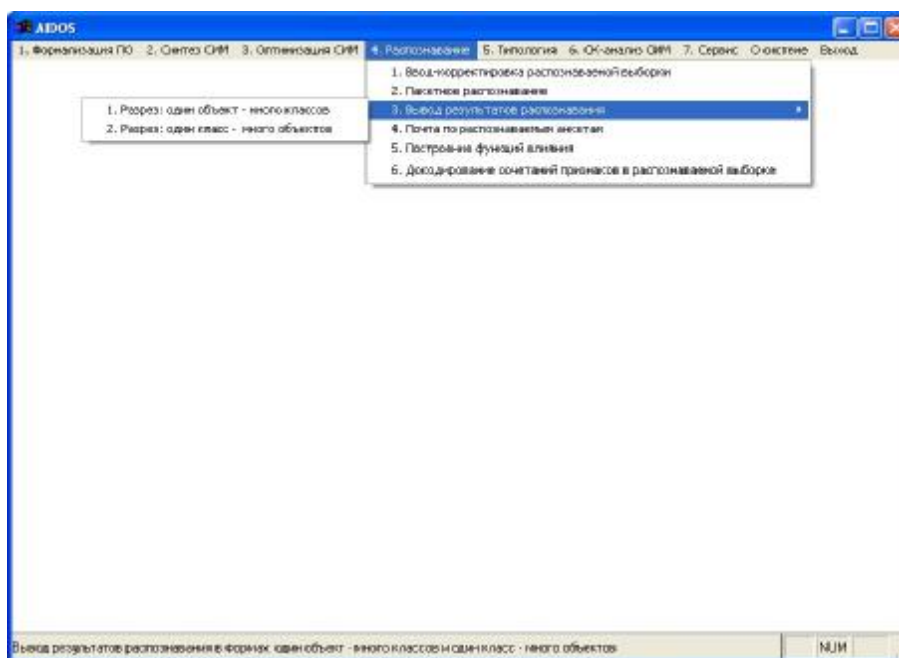 AIDOS
1. Формализация ПО 2. Синтез СИМ 3. Оптимизация СИМ 4. Распознавание 5. Типология 6. СК-анализ СИМ 7. Сервис О системе Выход
1. Ввод-корректировка распознаваемой выборки
2. Пакетное распознавание
3. Вывод результатов распознавания
1. Разрез: один объект - много классов
2. Разрез: один класс - много объектов
4. Почта по распознаваемым анкетам
5. Построение функций влияния
6. Докодирование сочетаний признаков в распознаваемой выборке
Вывод результатов распознавания в формах: один объект - много классов и один класс - много объектов NUM